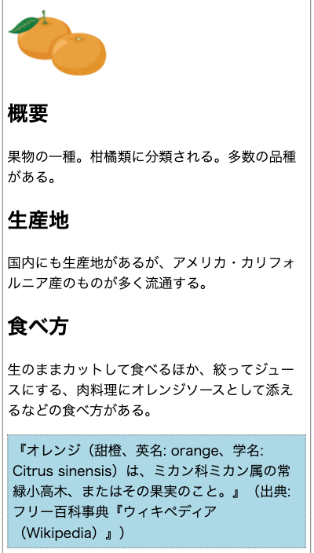 概要
果物の一種。柑橘類に分類される。多数の品種
がある。
生産地
国内にも生産地があるが、アメリカ・カリフォ
ルニア産のものが多く流通する。
食べ方
生のままカットして食べるほか、絞ってジュー
スにする、肉料理にオレンジソースとして添え
るなどの食べ方がある。
『オレンジ（甜橙、英名: orange、学名:
Citrus sinensis）は、ミカン科ミカン属の常
緑小高木、またはその果実のこと。』（出典:
フリー百科事典『ウィキペディア
（Wikipedia）』）